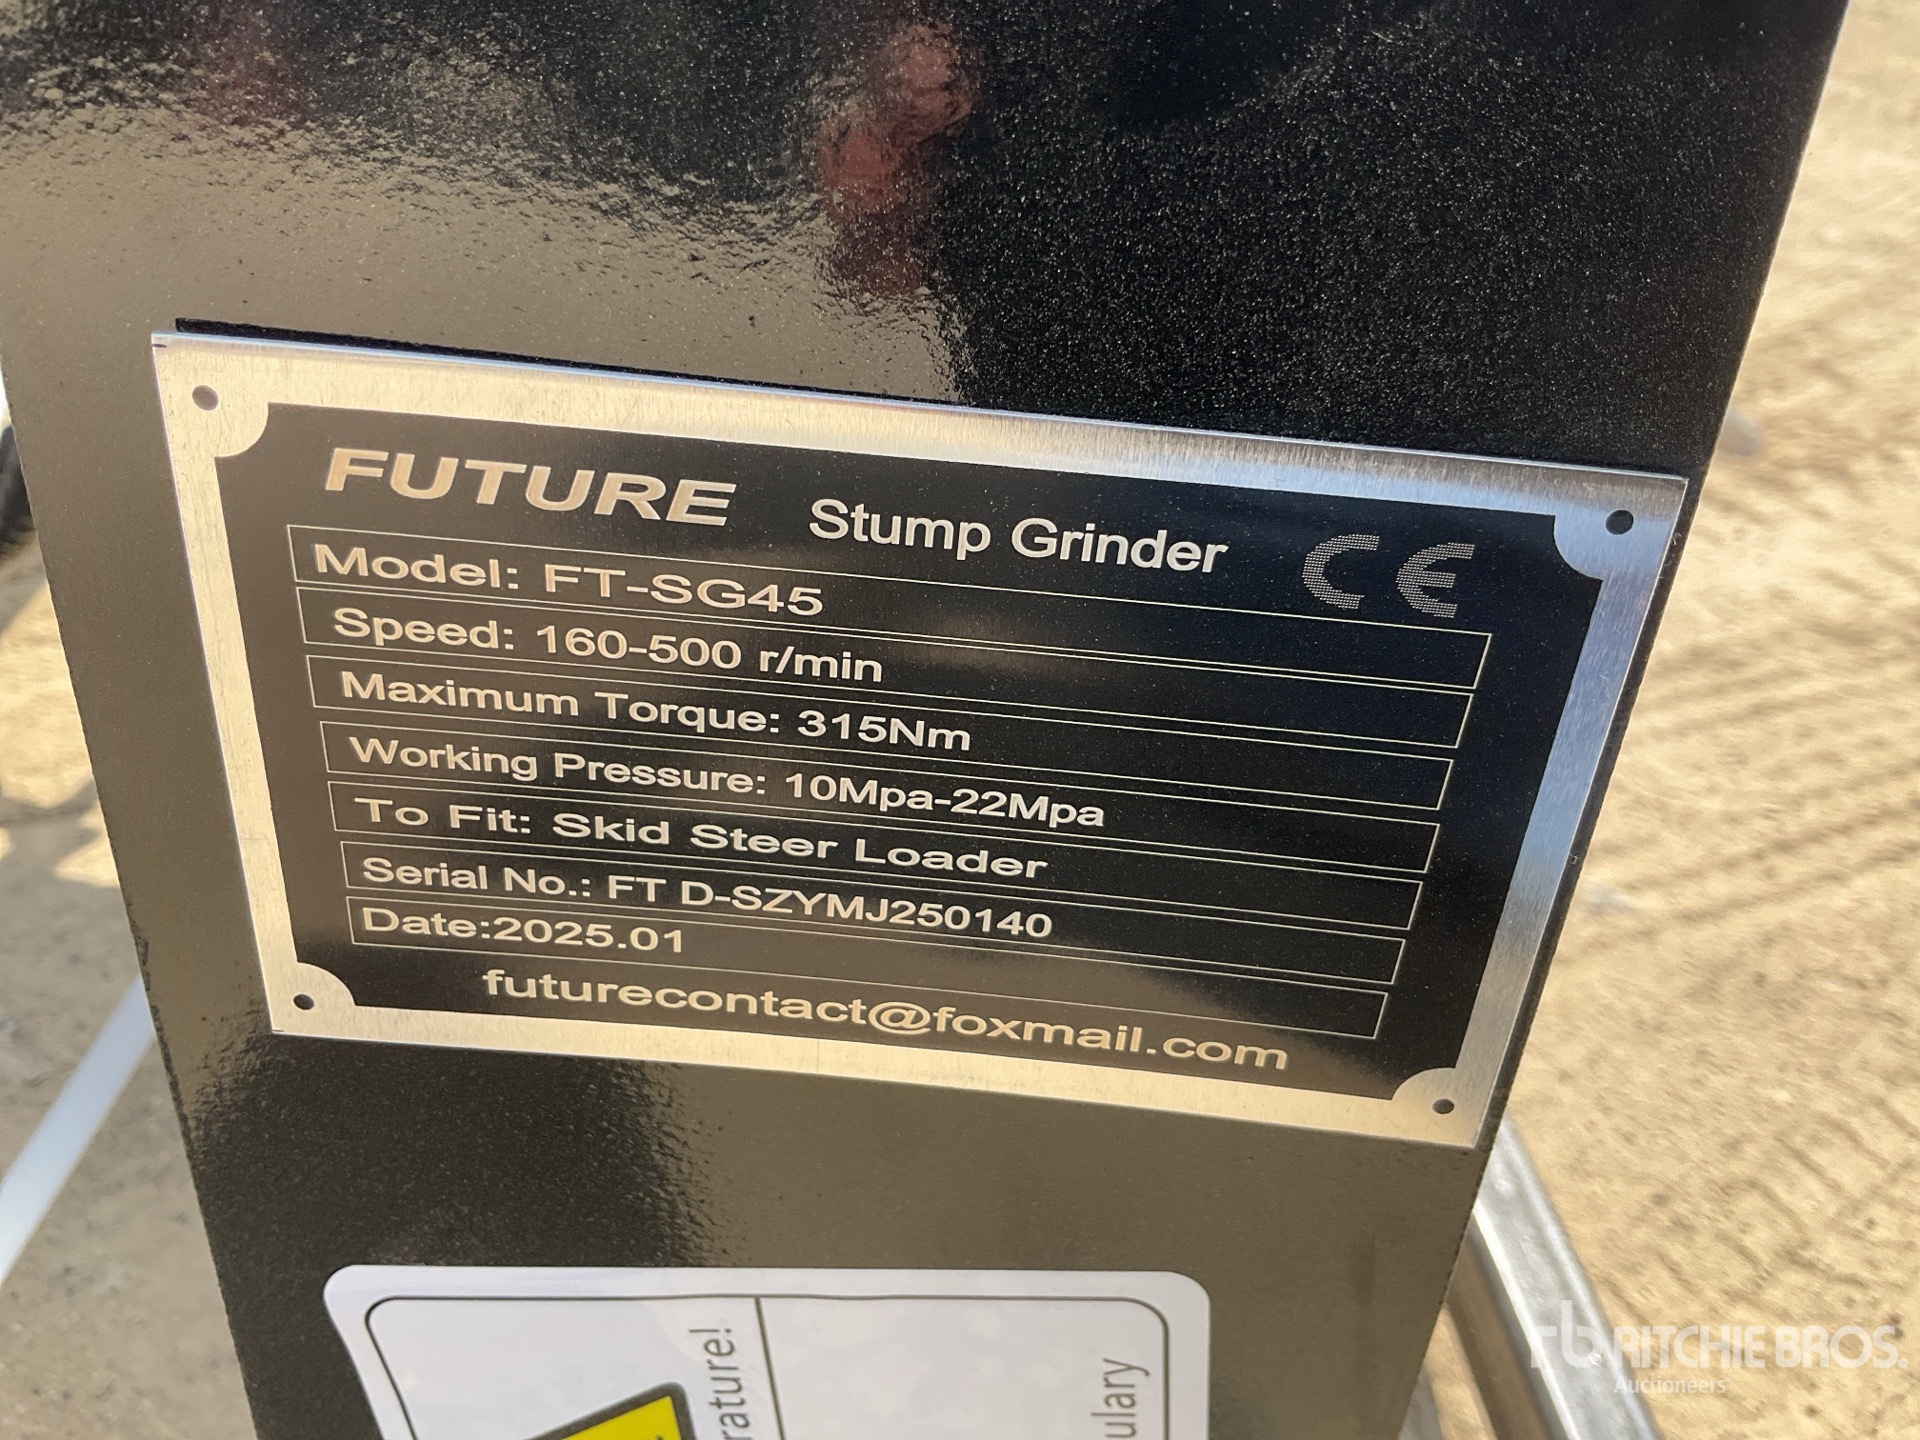 FUTURE Stump Grinder CE
Model: FT-SG45
Speed: 160-500 r/min
Maximum Torque: 315Nm
Working Pressure: 10Mpa-22Mpa
To Fit: Skid Steer Loader
Serial No.: FT D-SZYMJ250140
Date:2025.01
futurecontact@foxmail.com
rature!
ulary
rb RITCHIE BROS.
Auctioneers